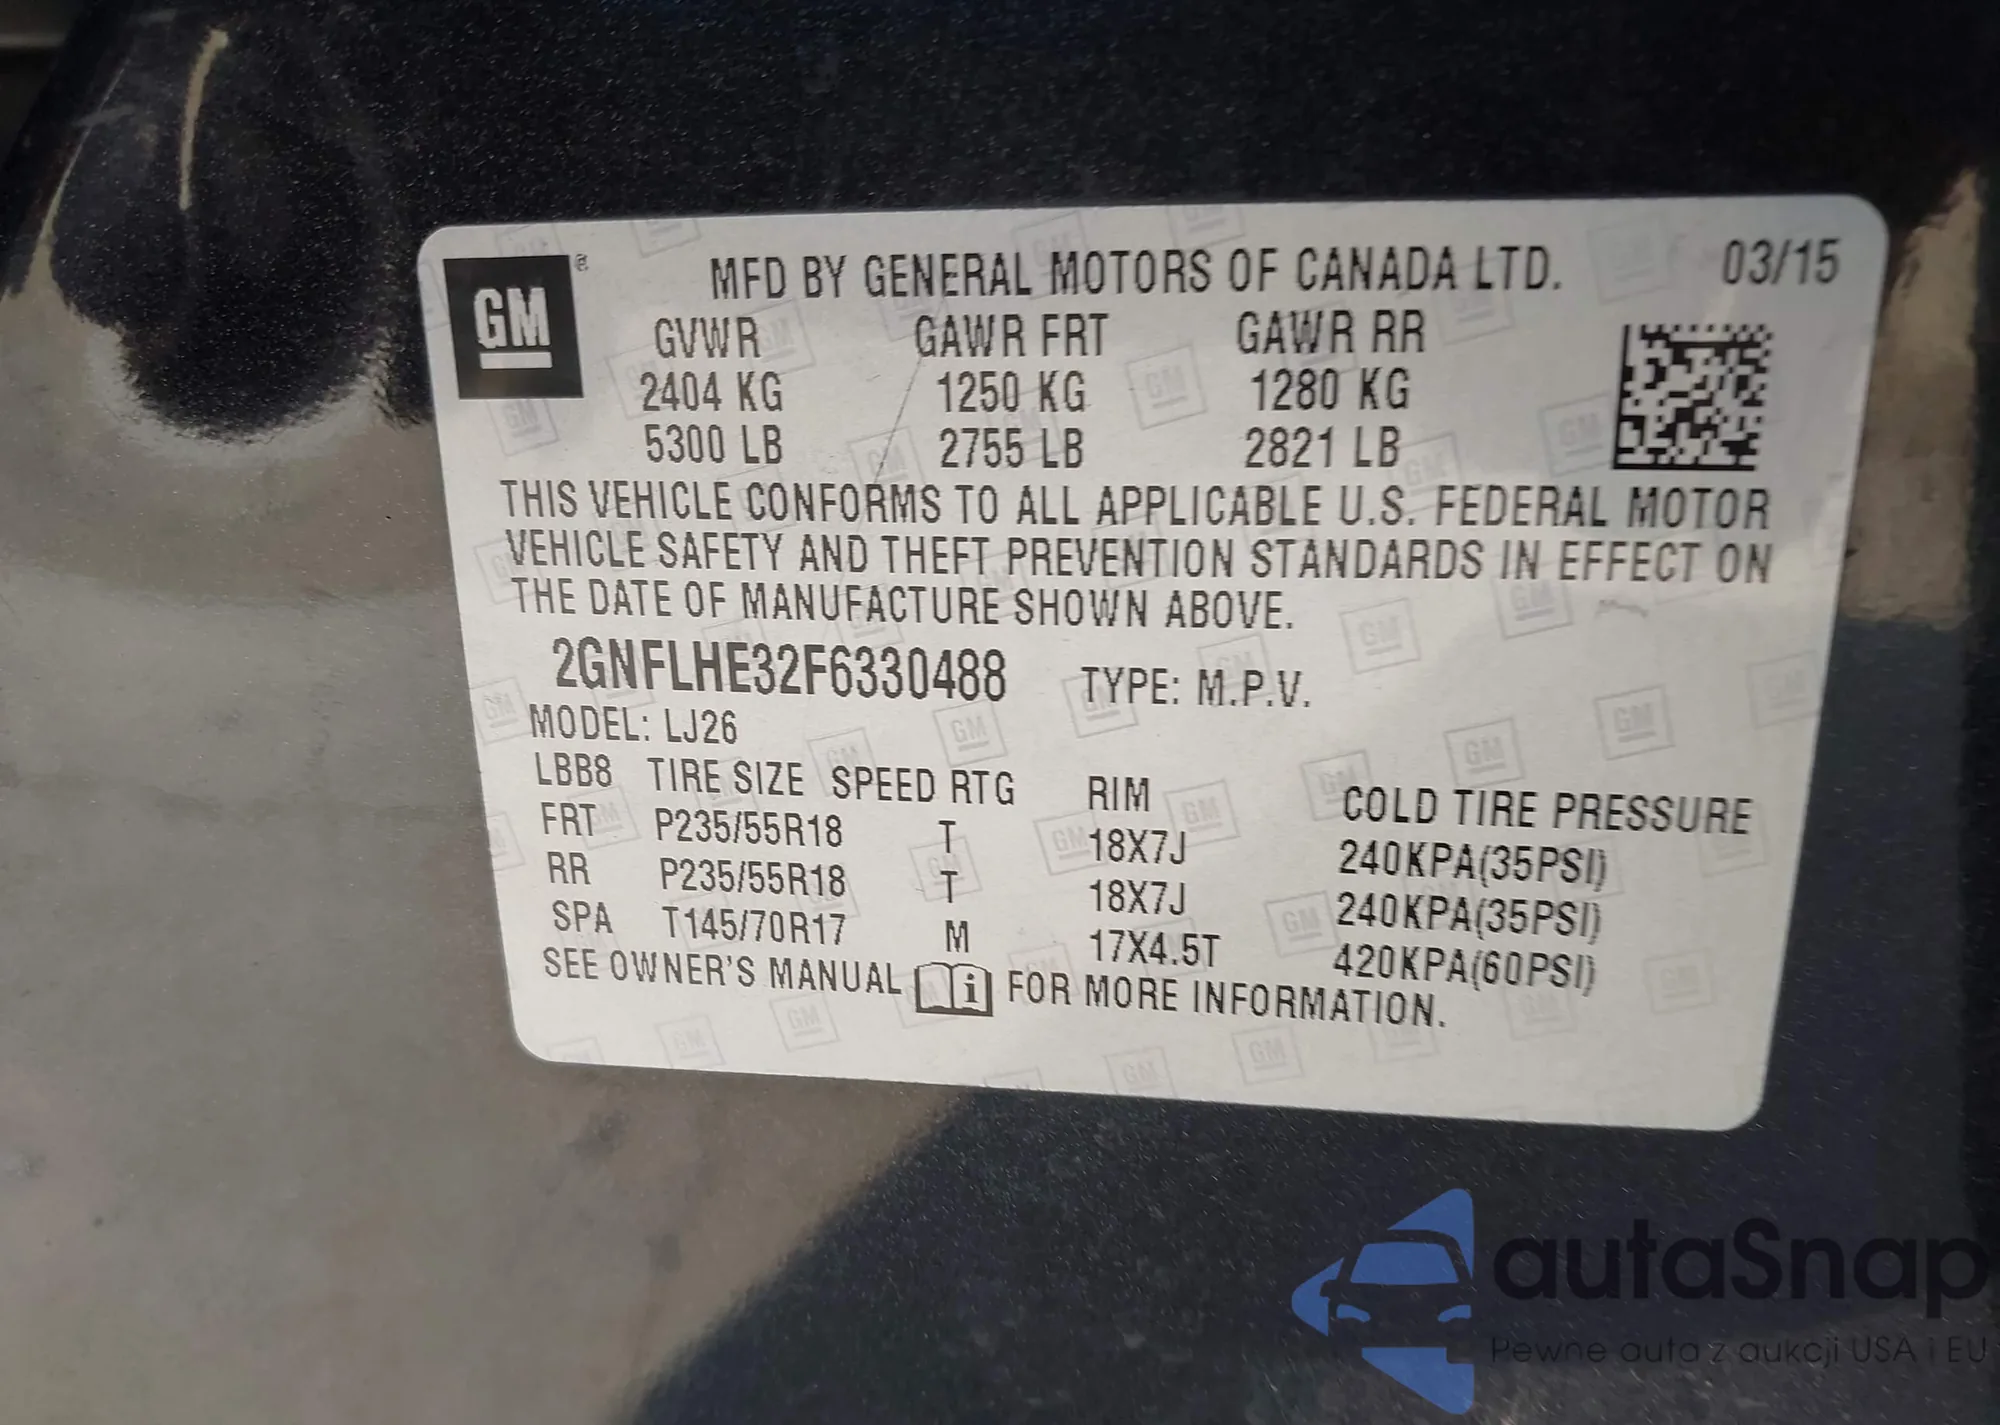 GM
®
MFD BY GENERAL MOTORS OF CANADA LTD. 03/15
GVWR GAWR FRT GAWR RR
2404 KG 1250 KG 1280 KG
5300 LB 2755 LB 2821 LB
THIS VEHICLE CONFORMS TO ALL APPLICABLE U.S. FEDERAL MOTOR
VEHICLE SAFETY AND THEFT PREVENTION STANDARDS IN EFFECT ON
THE DATE OF MANUFACTURE SHOWN ABOVE.
2GNFLHE32F6330488 TYPE: M.P.V.
MODEL: LJ26
LBB8 TIRE SIZE SPEED RTG RIM COLD TIRE PRESSURE
FRT P235/55R18 T 18X7J 240KPA(35PSI)
RR P235/55R18 T 18X7J 240KPA(35PSI)
SPA T145/70R17 M 17X4.5T 420KPA(60PSI)
SEE OWNER'S MANUAL i FOR MORE INFORMATION.
autaSnap
Pewne auta z aukcji USA i EU